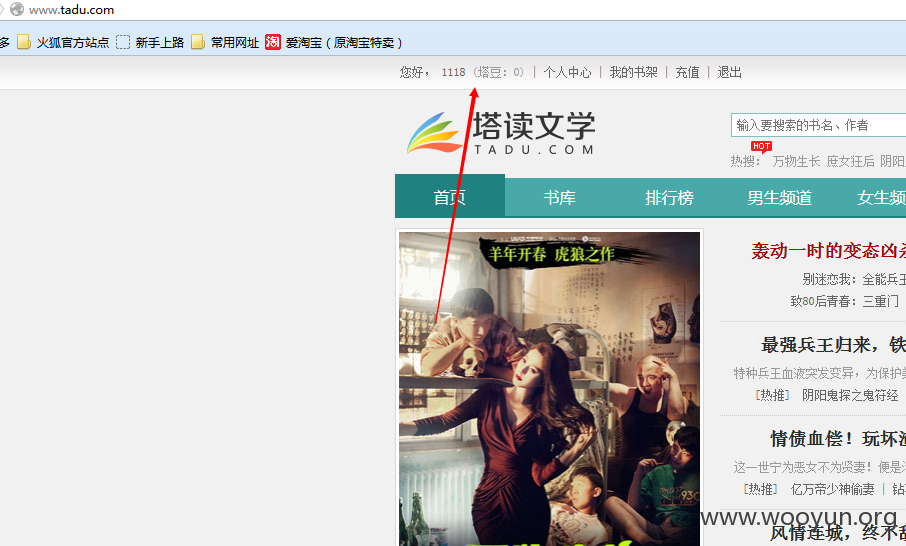 www.tadu.com
多 火狐官方站点 新手上路 常用网址 淘 爱淘宝（原淘宝特卖）
您好， 1118（塔豆：0）｜ 个人中心 ｜ 我的书架 ｜ 充值 ｜ 退出
塔读文学
TADU.COM
输入要搜索的书名、作者
HOT
热搜： 万物生长 庶女狂后 阴阳
首页 书库 排行榜 男生频道 女生频
羊年开春 虎狼之作
轰动一时的变态凶杀
别迷恋我：全能兵王
致80后青春：三重门
最强兵王归来，铁
特种兵王血液突发变异，为保护
［热推］ 阴阳鬼探之鬼符经
情债血偿！玩坏渣
这一世宁为恶女不为贤妻！便是
［热推］ 亿万帝少神偷妻 ｜ 钻
www.wooyun.org
风情连城，终不敌